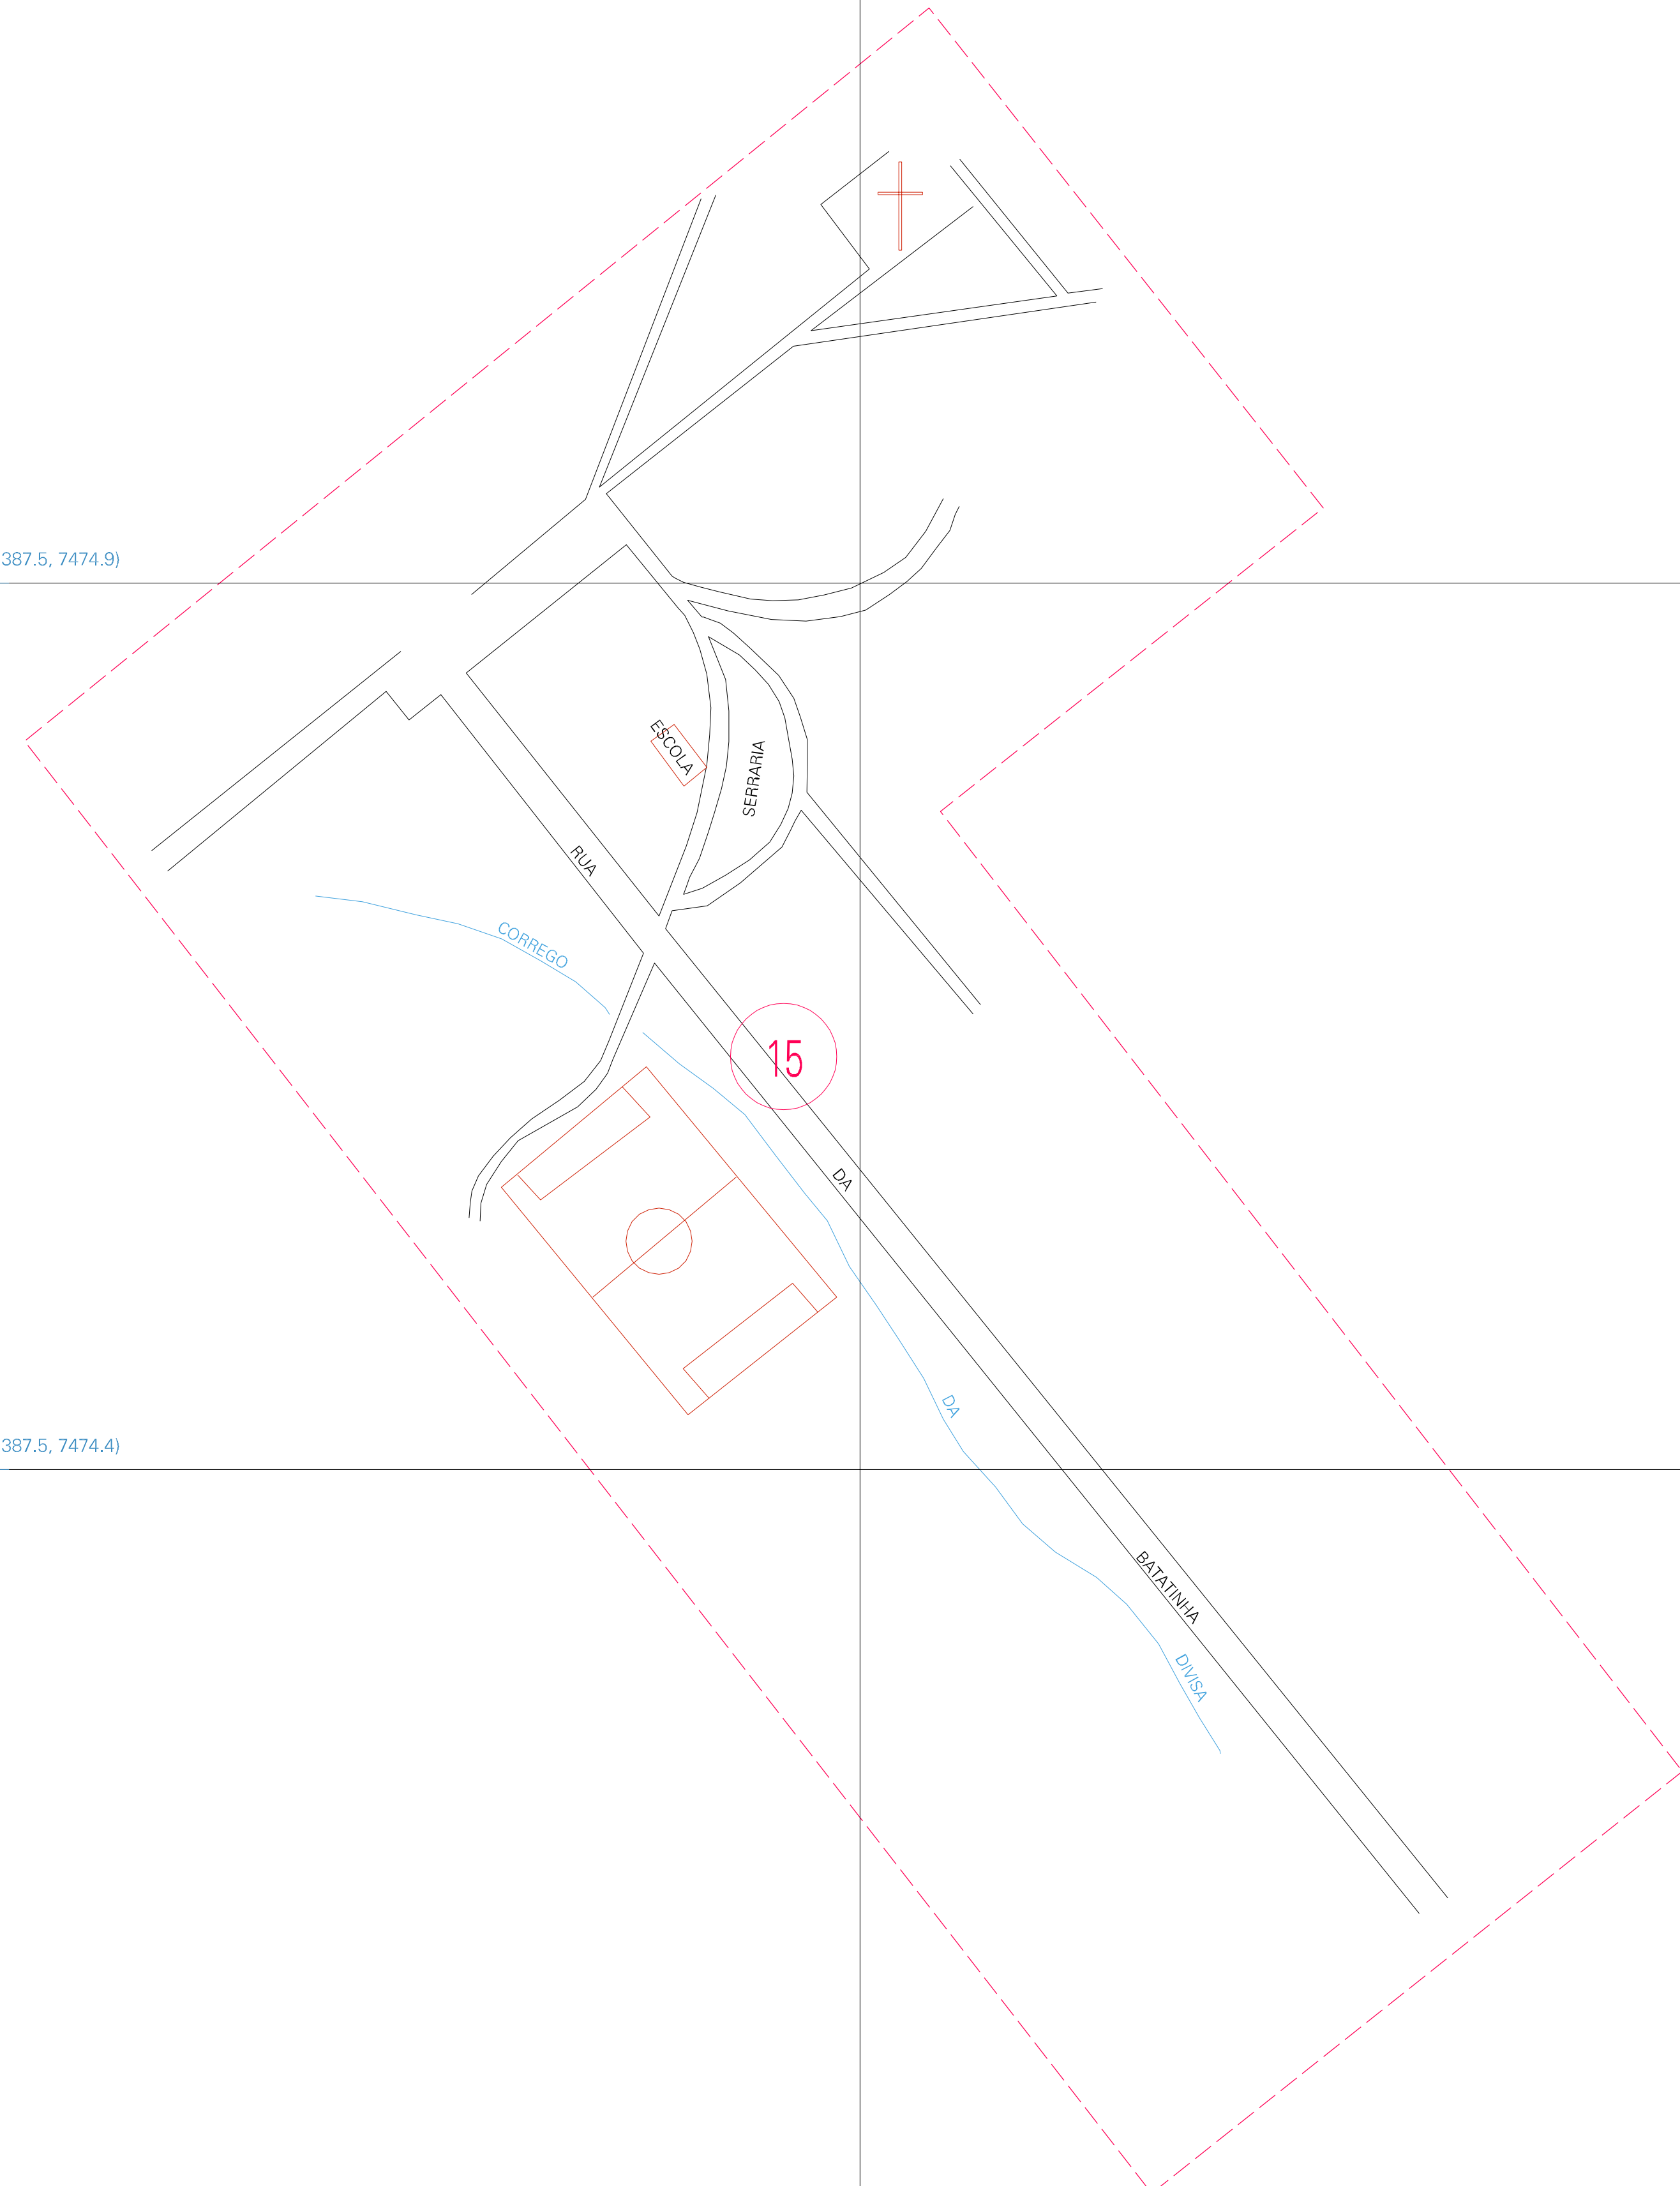 387.5, 7474.9)
ESCOLA
SERRARIA
RUA
CORREGO
15
DA
DA
387.5, 7474.4)
BATATINHA
DIVISA